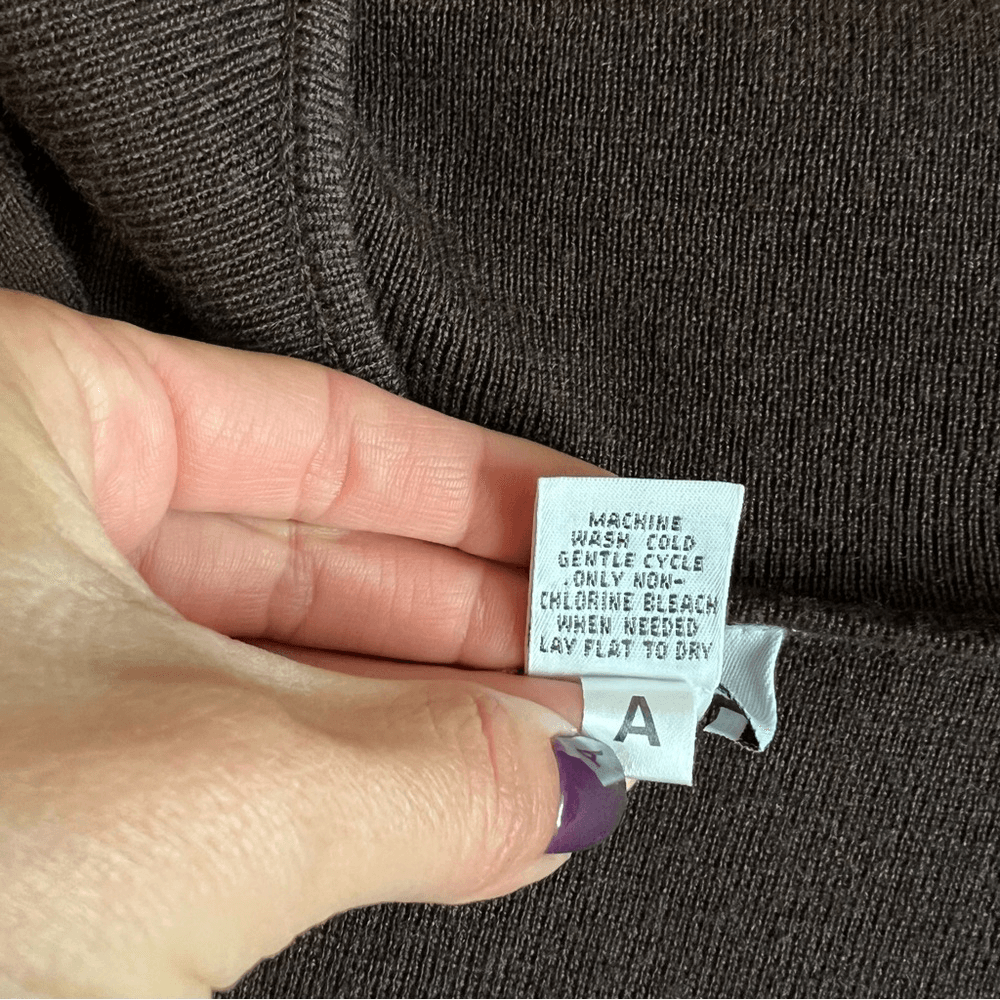 MACHINE
WASH COLD
GENTLE CYCLE
.ONLY NON-
CHLORINE BLEACH
WHEN NEEDED
LAY FLAT TO DRY
A